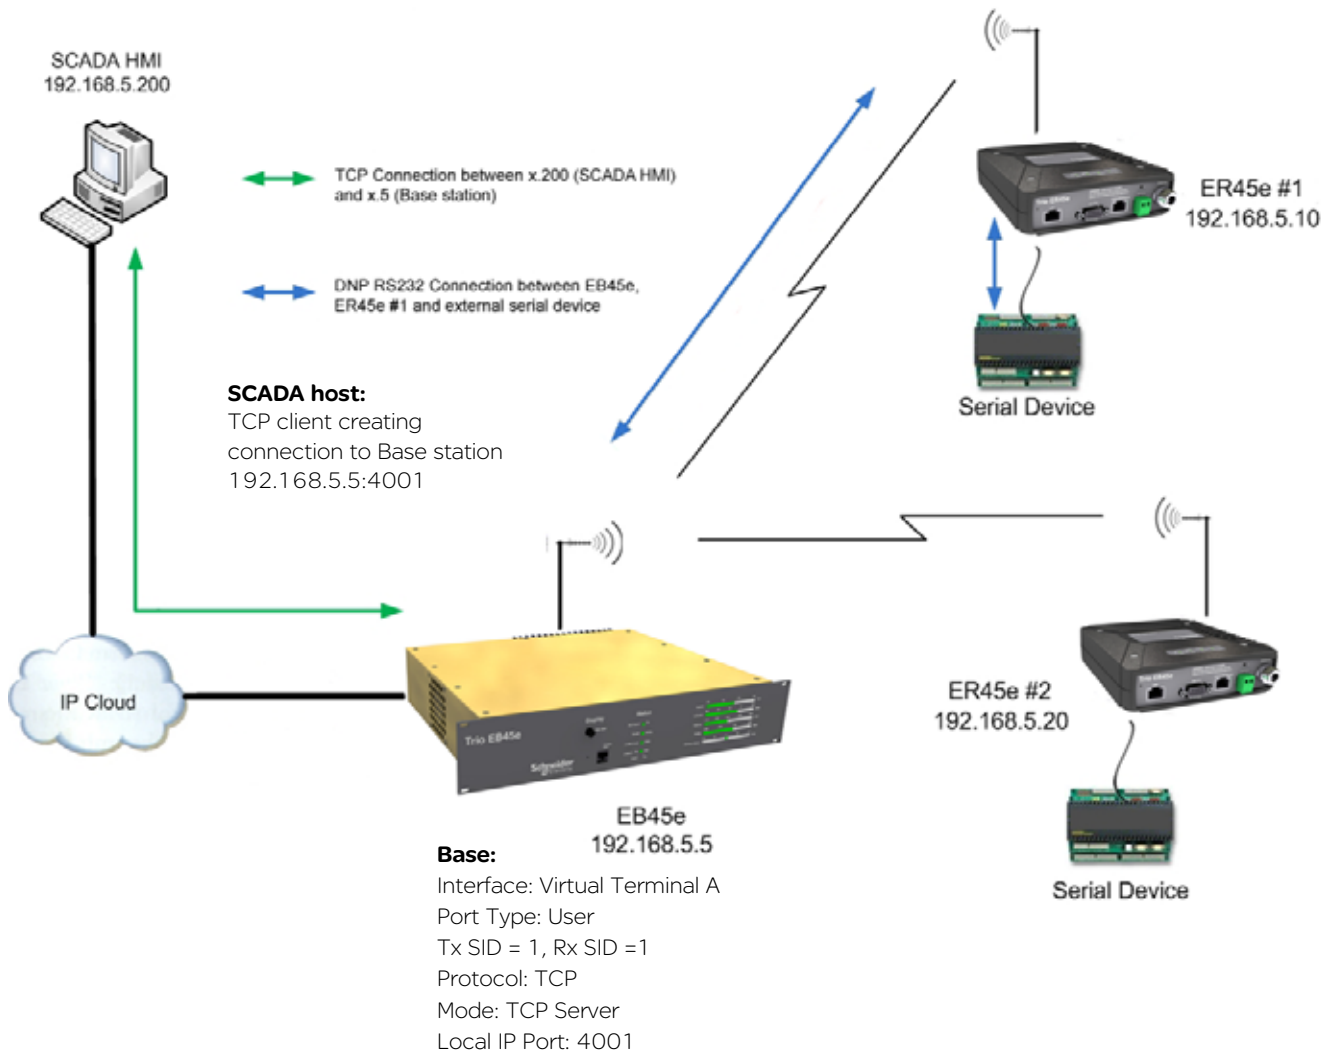 SCADA HMI
192.168.5.200
TCP Connection between x.200 (SCADA HMI)
and x.5 (Base station)
DNP RS232 Connection between EB45e,
ER45e #1 and external serial device
SCADA host:
TCP client creating
connection to Base station
192.168.5.5:4001
ER45e #1
192.168.5.10
Serial Device
IP Cloud
ER45e #2
192.168.5.20
Serial Device
Trio EB45e
Schneider
EB45e
192.168.5.5
Base:
Interface: Virtual Terminal A
Port Type: User
Tx SID = 1, Rx SID =1
Protocol: TCP
Mode: TCP Server
Local IP Port: 4001